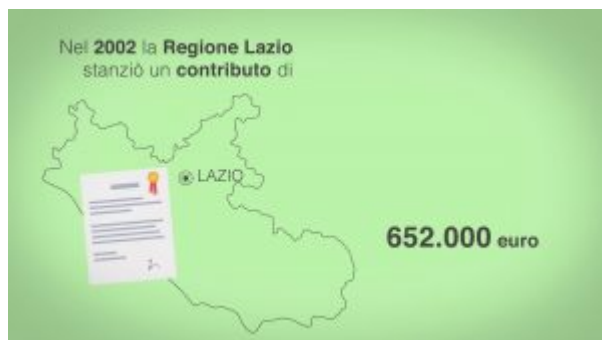 Nel 2002 la Regione Lazio
stanziò un contributo di
LAZIO
652.000 euro